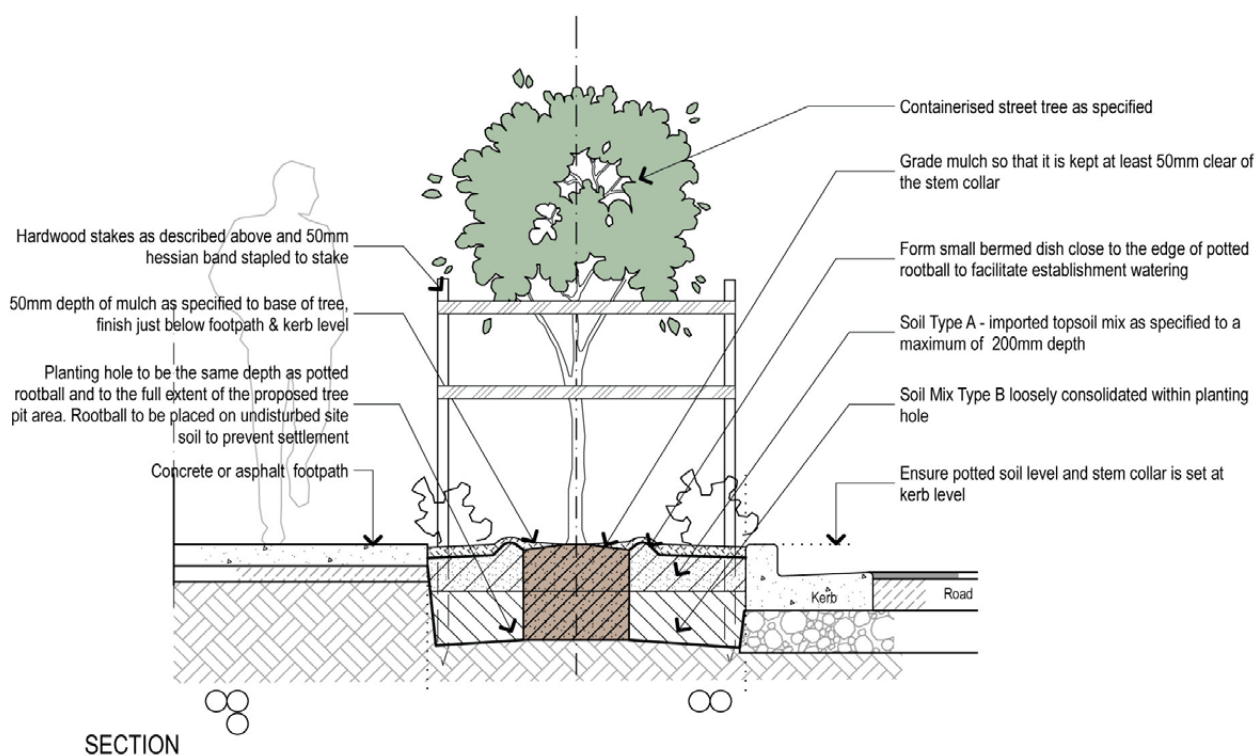 Containerised street tree as specified
Grade mulch so that it is kept at least 50mm clear of
the stem collar
Hardwood stakes as described above and 50mm
hessian band stapled to stake
Form small bermed dish close to the edge of potted
rootball to facilitate establishment watering
50mm depth of mulch as specified to base of tree,
finish just below footpath & kerb level
Soil Type A - imported topsoil mix as specified to a
maximum of 200mm depth
Planting hole to be the same depth as potted
rootball and to the full extent of the proposed tree
pit area. Rootball to be placed on undisturbed site
soil to prevent settlement
Soil Mix Type B loosely consolidated within planting
hole
Concrete or asphalt footpath
Ensure potted soil level and stem collar is set at
kerb level
Kerb
Road
SECTION